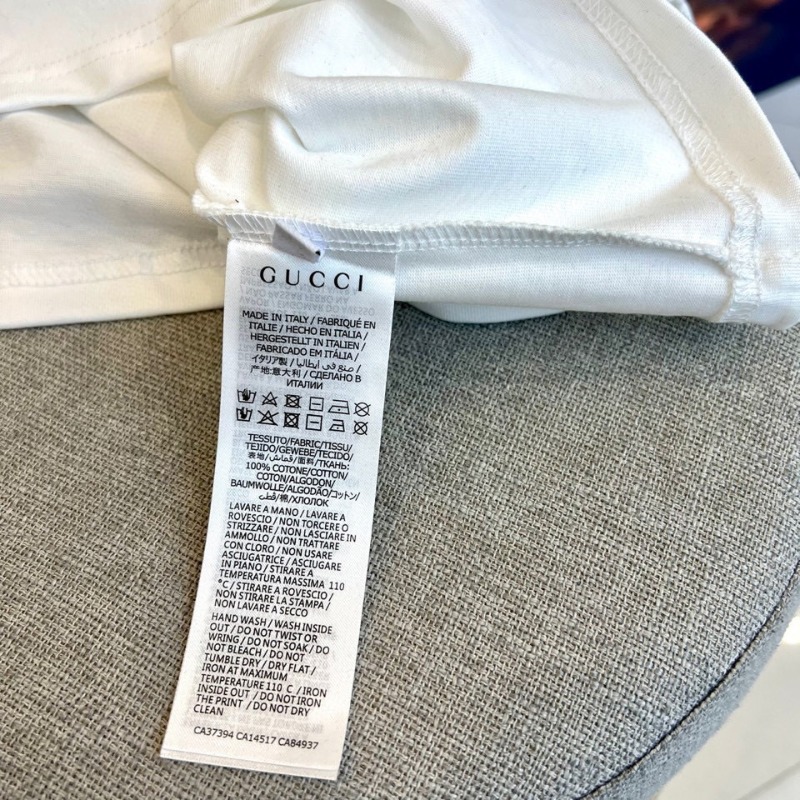 GUCCI
MADE IN ITALY / FABRIQUÉ EN
ITALIE / HECHO EN ITALIA /
HERGESTELLT IN ITALIEN /
FABRICADO EM ITÁLIA /
イタリア製 / صنع في ايطاليا /
产地:意大利 / СДЕЛАНО В
ИТАЛИИ
TESSUTO/FABRIC/TISSU/
TEJIDO/GEWEBE/TECIDO/
表地/قماش/面料/ТКАНЬ:
100% COTONE/COTTON/
COTON/ALGODON/
BAUMWOLLE/ALGODÃO/コットン/
قطن/棉/ХЛОПОК
LAVARE A MANO / LAVARE A
ROVESCIO / NON TORCERE O
STRIZZARE / NON LASCIARE IN
AMMOLLO / NON TRATTARE
CON CLORO / NON USARE
ASCIUGATRICE / ASCIUGARE
IN PIANO / STIRARE A
TEMPERATURA MASSIMA 110
°C / STIRARE A ROVESCIO /
NON STIRARE LA STAMPA /
NON LAVARE A SECCO
HAND WASH / WASH INSIDE
OUT / DO NOT TWIST OR
WRING / DO NOT SOAK / DO
NOT BLEACH / DO NOT
TUMBLE DRY / DRY FLAT /
IRON AT MAXIMUM
TEMPERATURE 110 C / IRON
INSIDE OUT / DO NOT IRON
THE PRINT / DO NOT DRY
CLEAN
CA37394 CA14517 CA84937